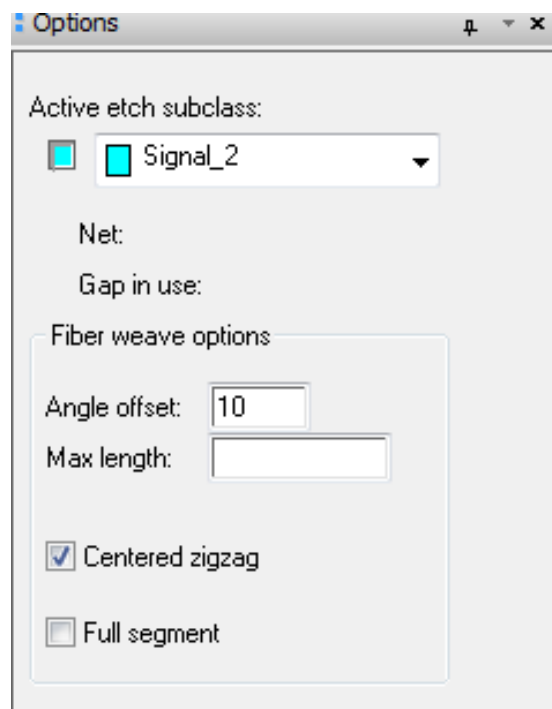 Options
Active etch subclass:
Signal_2
Net:
Gap in use:
Fiber weave options
Angle offset: 10
Max length:
Centered zigzag
Full segment